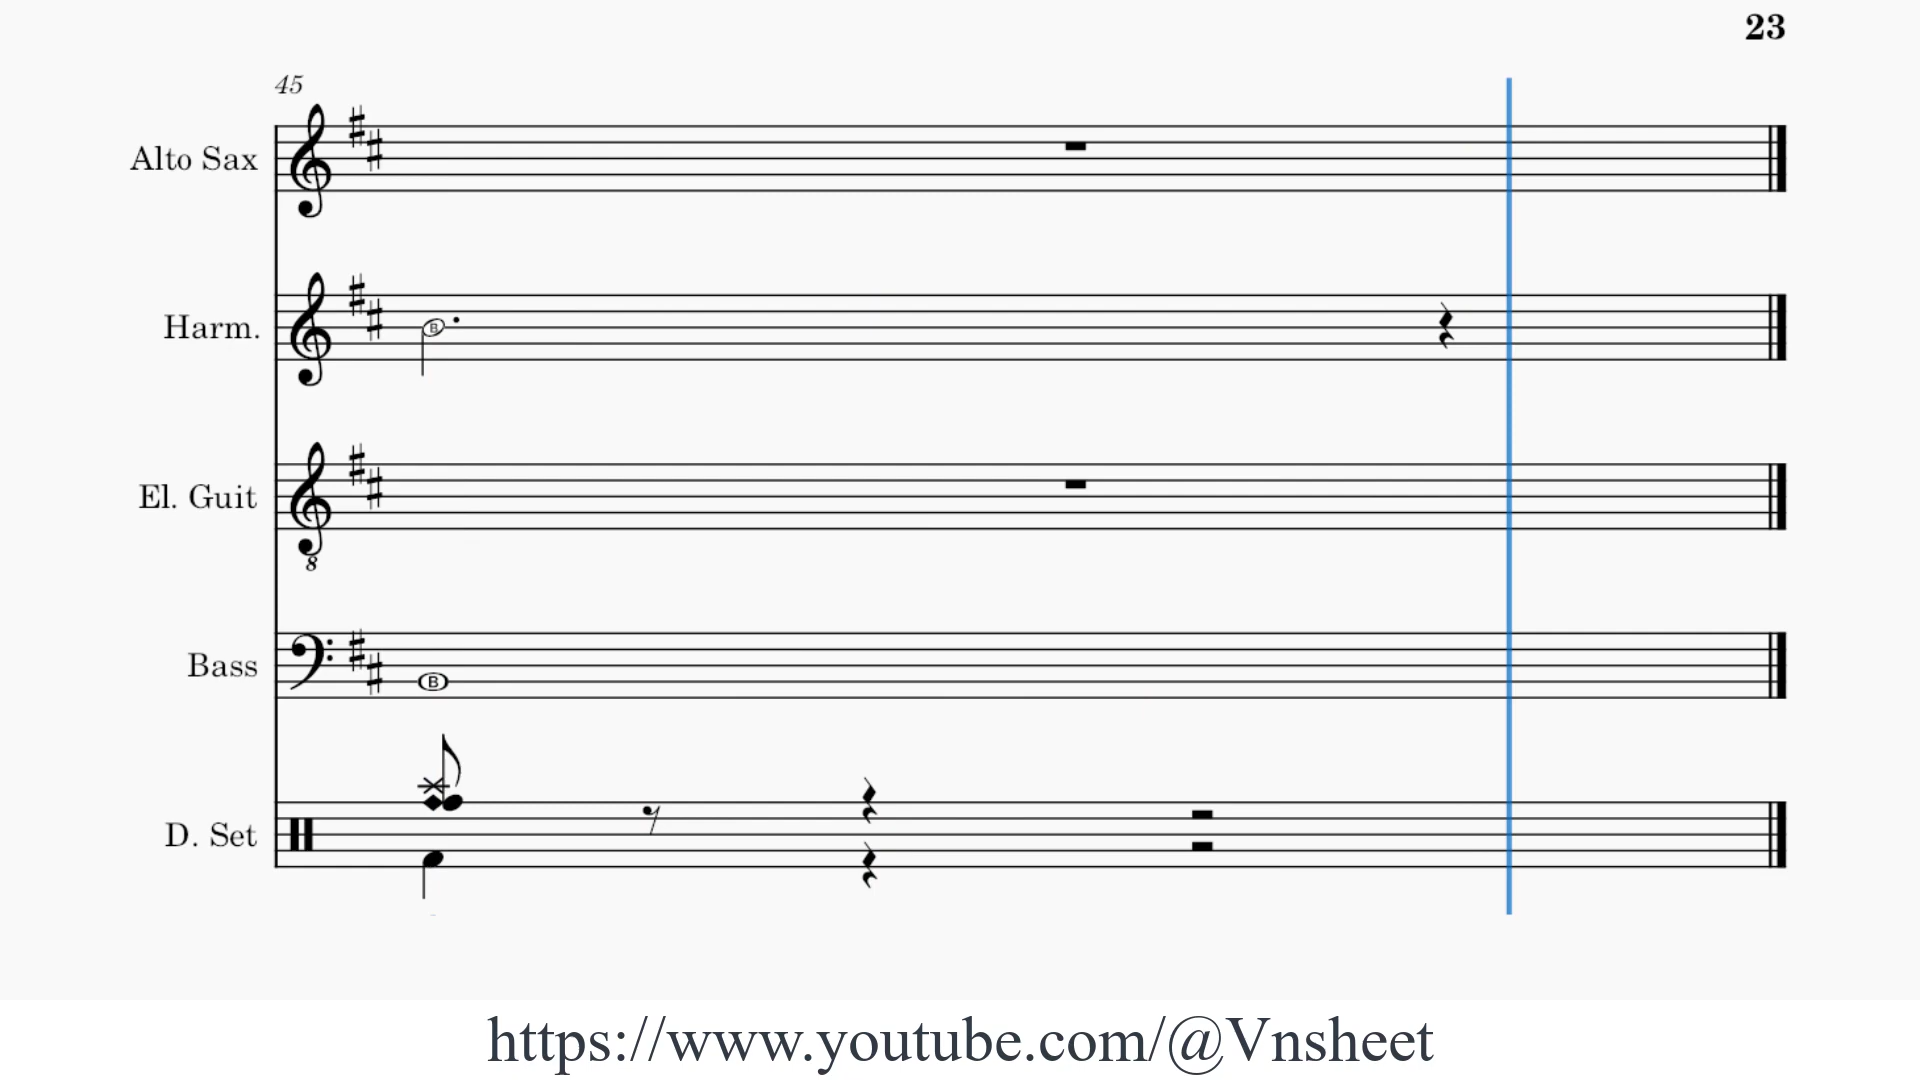 23
45
Alto Sax
Harm.
B
El. Guit
8
Bass
B
D. Set
https://www.youtube.com/@Vnsheet